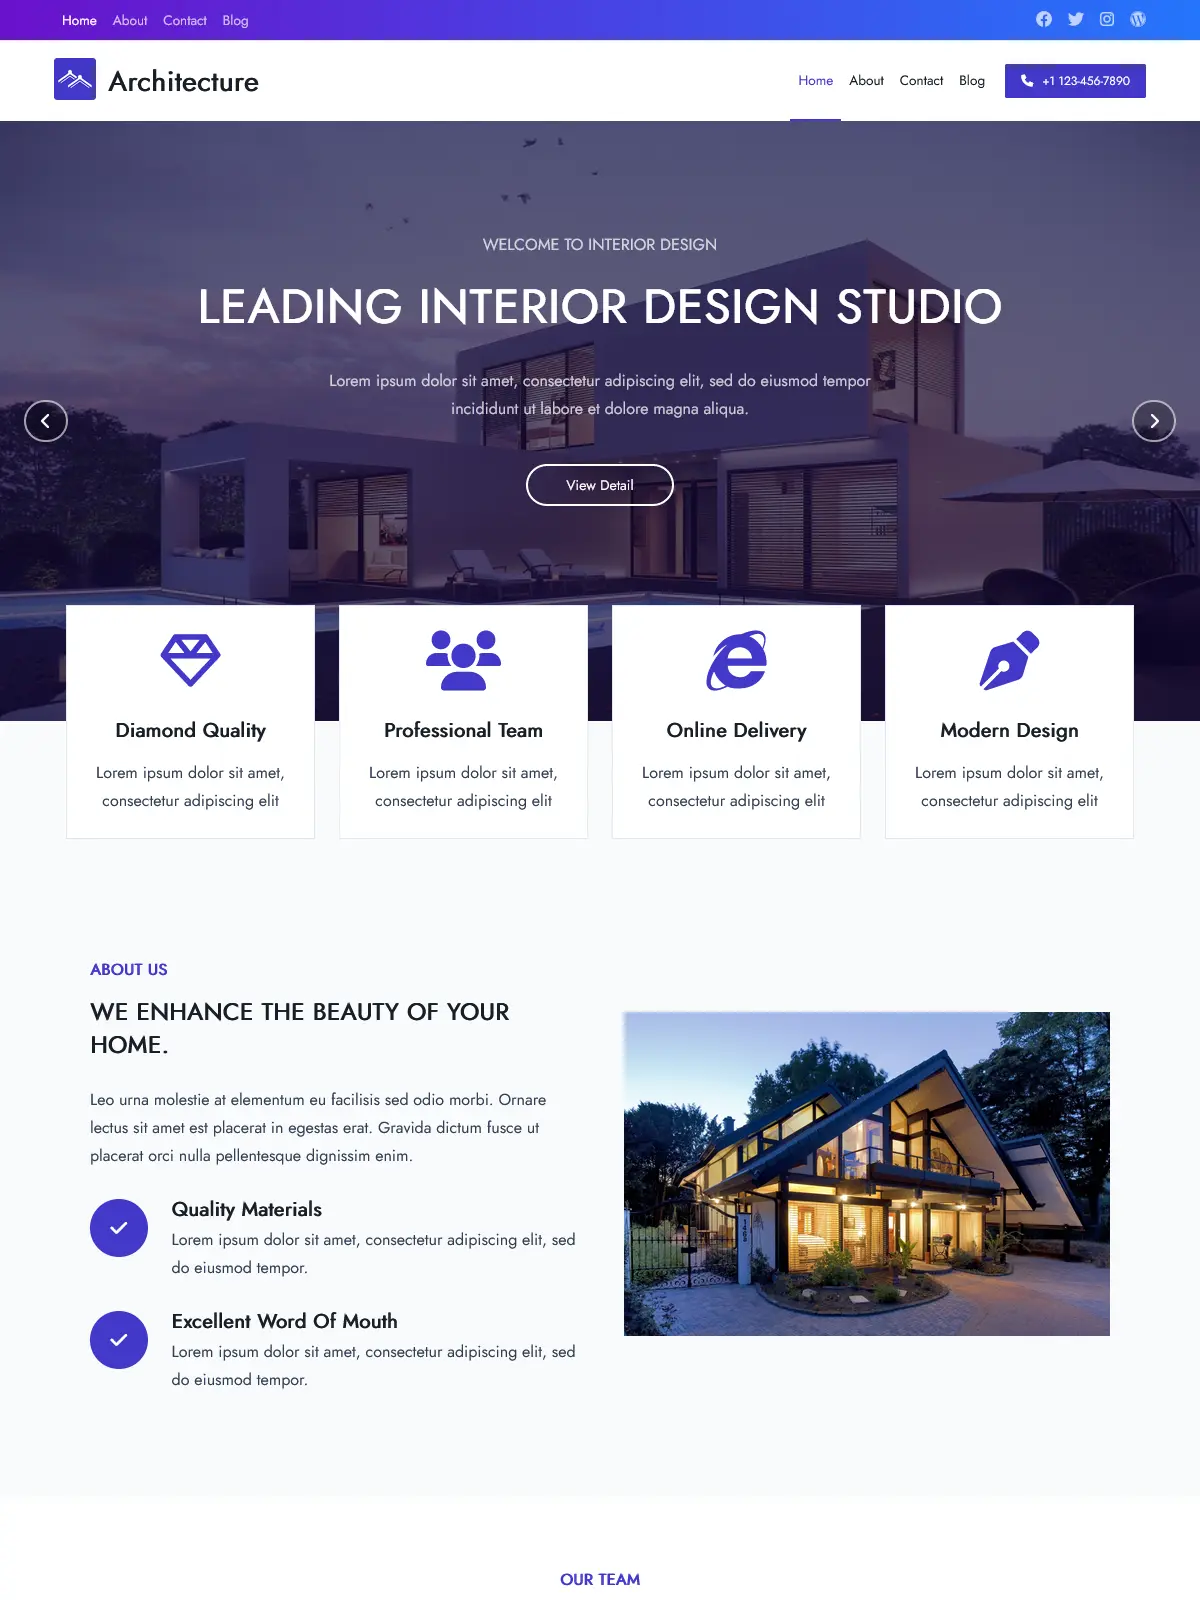 Home About Contact Blog
Architecture
Home About Contact Blog +1 123-456-7890
WELCOME TO INTERIOR DESIGN
LEADING INTERIOR DESIGN STUDIO
Lorem ipsum dolor sit amet, consectetur adipiscing elit, sed do eiusmod tempor
incididunt ut labore et dolore magna aliqua.
View Detail
Diamond Quality
Lorem ipsum dolor sit amet,
consectetur adipiscing elit
Professional Team
Lorem ipsum dolor sit amet,
consectetur adipiscing elit
Online Delivery
Lorem ipsum dolor sit amet,
consectetur adipiscing elit
Modern Design
Lorem ipsum dolor sit amet,
consectetur adipiscing elit
ABOUT US
WE ENHANCE THE BEAUTY OF YOUR
HOME.
Leo urna molestie at elementum eu facilisis sed odio morbi. Ornare
lectus sit amet est placerat in egestas erat. Gravida dictum fusce ut
placerat orci nulla pellentesque dignissim enim.
Quality Materials
Lorem ipsum dolor sit amet, consectetur adipiscing elit, sed
do eiusmod tempor.
Excellent Word Of Mouth
Lorem ipsum dolor sit amet, consectetur adipiscing elit, sed
do eiusmod tempor.
OUR TEAM